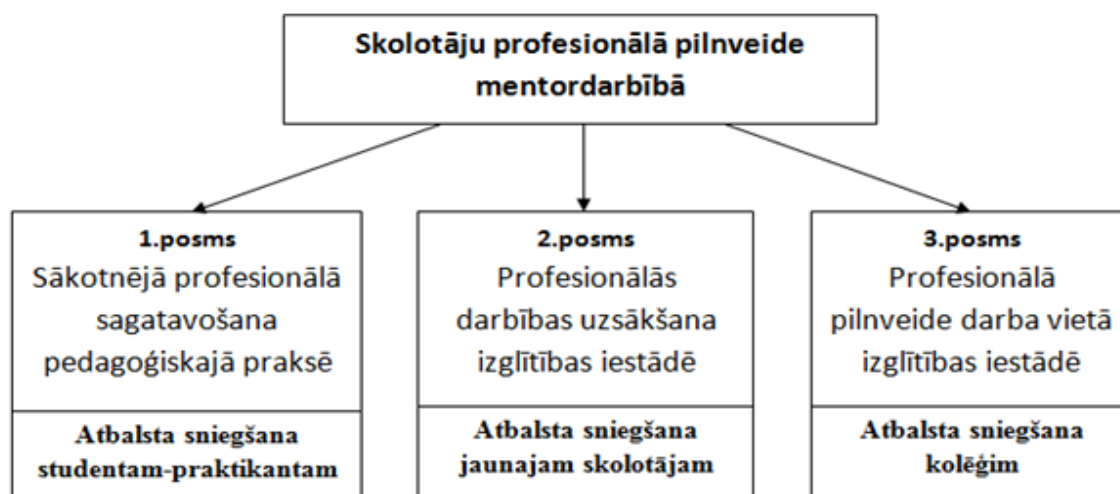 Skolotāju profesionālā pilnveide
mentordarbībā
1.posms
Sākotnējā profesionālā
sagatavošana
pedagoģiskajā praksē
Atbalsta sniegšana
studentam-praktikantam
2.posms
Profesionālās
darbības uzsākšana
izglītības iestādē
Atbalsta sniegšana
jaunajam skolotājam
3.posms
Profesionālā
pilnveide darba vietā
izglītības iestādē
Atbalsta sniegšana
kolēģim